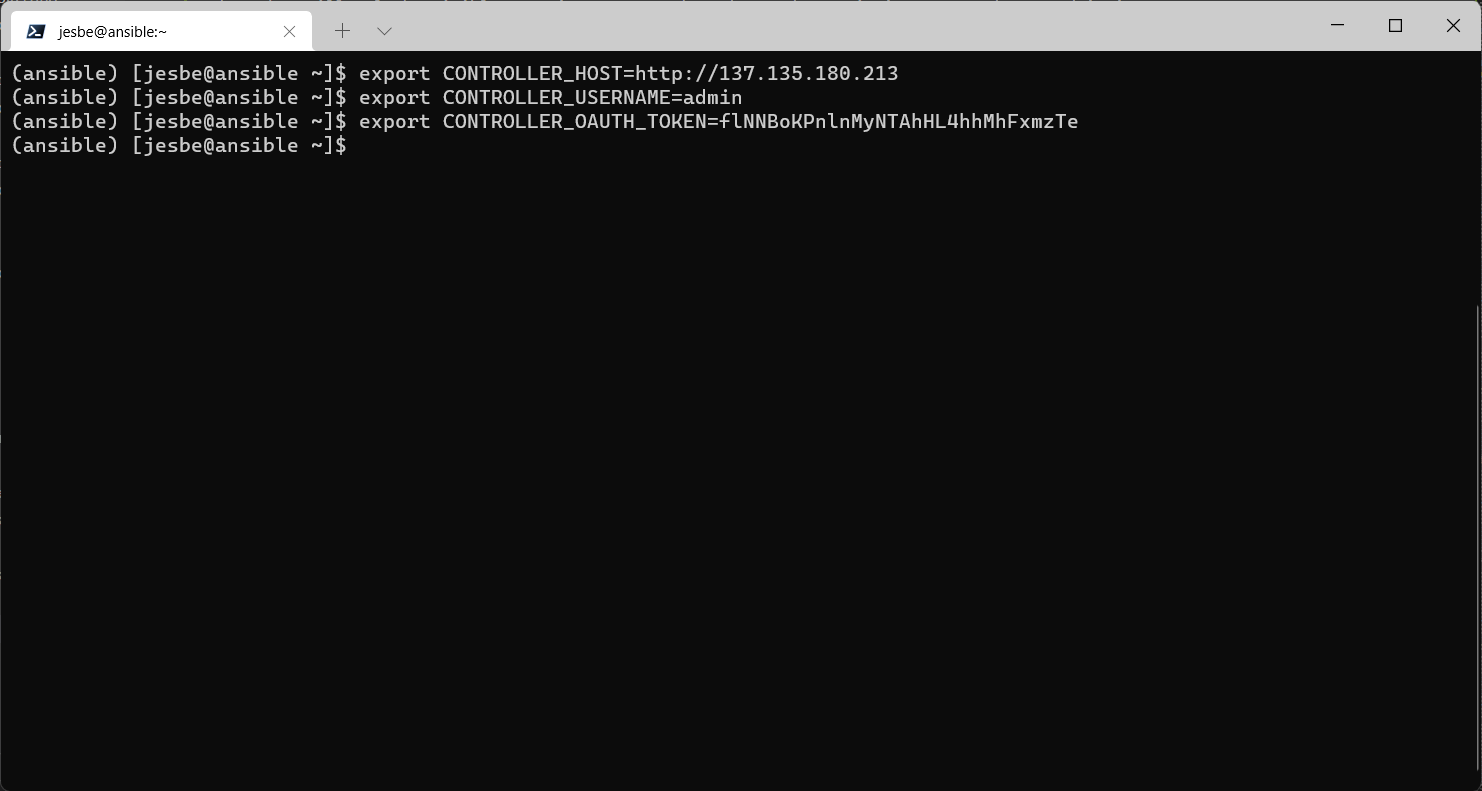 jesbe@ansible:~
(ansible) [jesbe@ansible ~]$ export CONTROLLER_HOST=http://137.135.180.213
(ansible) [jesbe@ansible ~]$ export CONTROLLER_USERNAME=admin
(ansible) [jesbe@ansible ~]$ export CONTROLLER_OAUTH_TOKEN=flNNBoKPnlnMyNTAhHL4hhMhFxmzTe
(ansible) [jesbe@ansible ~]$